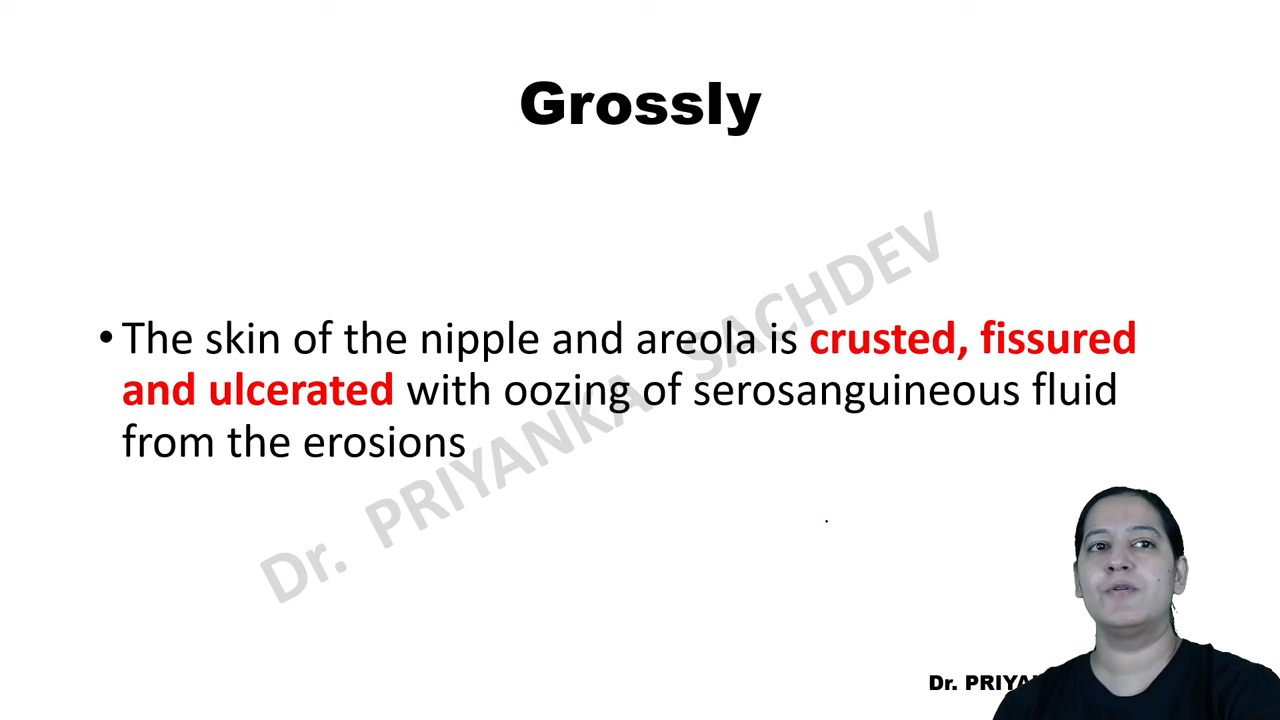 Grossly
• The skin of the nipple and areola is crusted, fissured
and ulcerated with oozing of serosanguineous fluid
from the erosions
Dr. PRIYANKA SACHDEV
Dr.